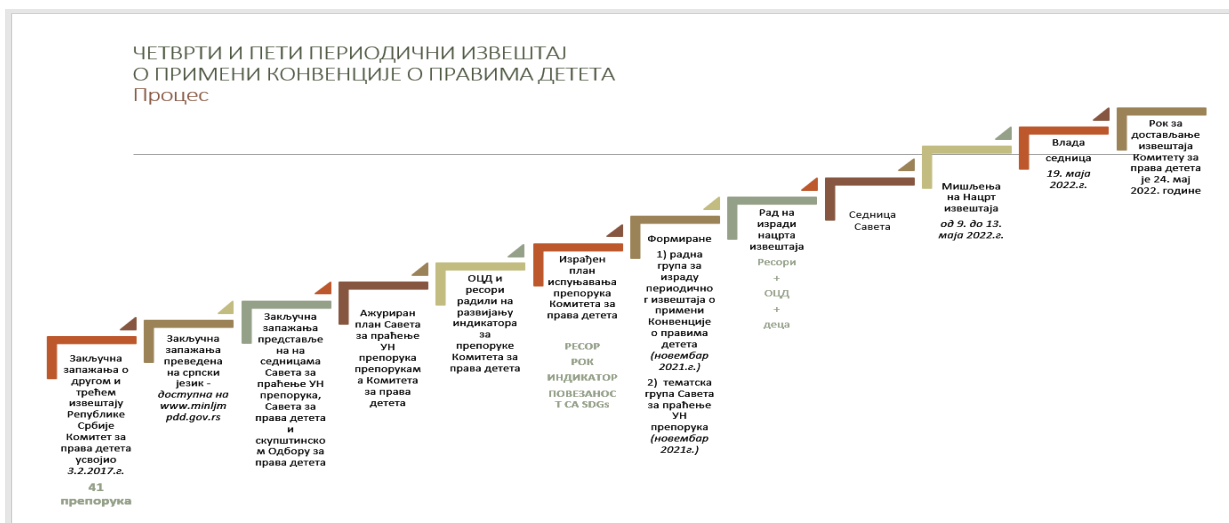 ЧЕТВРТИ И ПЕТИ ПЕРИОДИЧНИ ИЗВЕШТАЈ
О ПРИМЕНИ КОНВЕНЦИЈЕ О ПРАВИМА ДЕТЕТА
Процес
Закључна
запажања о
другом и
трећем
извештају
Републике
Србије
Комитет за
права детета
усвојио
3.2.2017.г.
41
препорука
Закључна
запажања
преведена
на српски
језик -
доступна на
www.minljm
pdd.gov.rs
Закључна
запажања
представље
на на
седницама
Савета за
праћење УН
препорука,
Савета за
права детета
и
скупштинско
м Одбору за
права детета
Ажуриран
план Савета
за праћење
УН
препорука
препорукам
а Комитета
за права
детета
ОЦД и
ресори
радили на
развијању
индикатора
за
препоруке
Комитета за
права детета
Израђен
план
испуњавања
препорука
Комитета за
права детета
РЕСОР
РОК
ИНДИКАТОР
ПОВЕЗАНОС
Т СА SDGs
Формиране
1) радна
група за
израду
периодично
г извештаја о
примени
Конвенције
о правима
детета
(новембар
2021.г.)
2) тематска
група Савета
за праћење
УН
препорука
(новембар
2021г.)
Рад на
изради
нацрта
извештаја
Ресори
+
ОЦД
+
деца
Седница
Савета
Мишљења
на Нацрт
извештаја
од 9. до 13.
маја 2022.г.
Влада
седница
19. маја
2022.г.
Рок за
достављање
извештаја
Комитету за
права детета
је 24. мај
2022. године